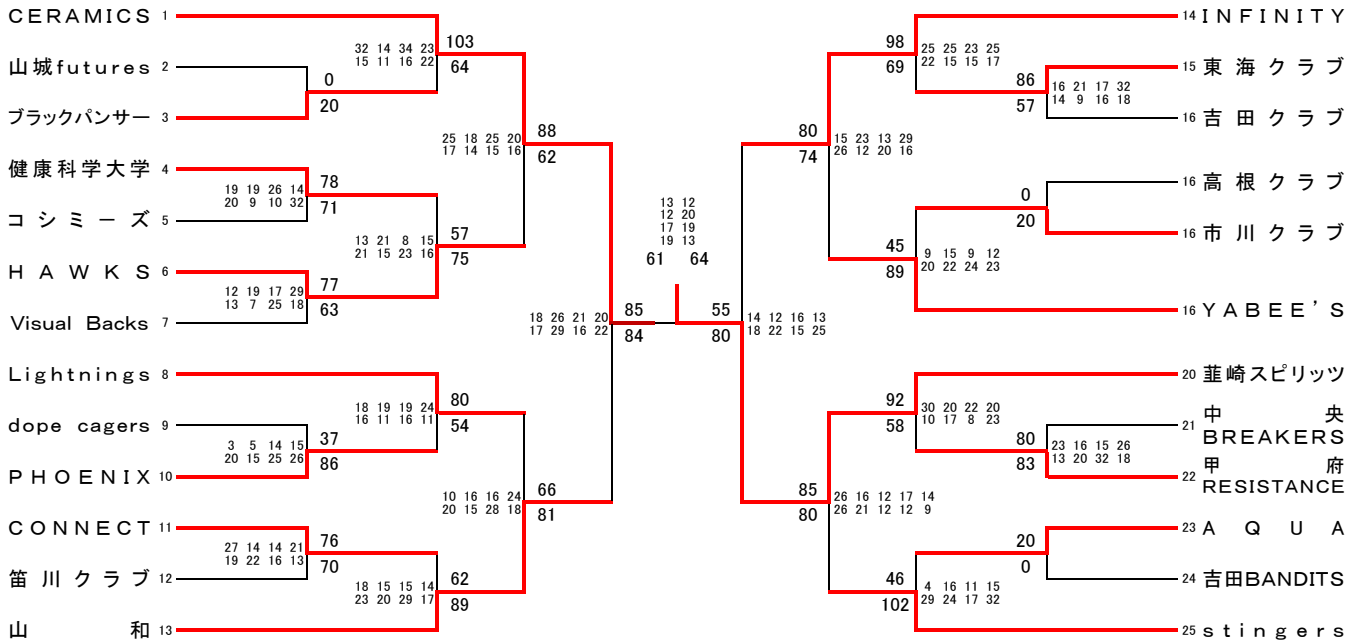 CERAMICS 1
山城futures 2
ブラックパンサー 3
健康科学大学 4
コシミーズ 5
HAWKS 6
Visual Backs 7
Lightnings 8
dope cagers 9
PHOENIX 10
CONNECT 11
笛川クラブ 12
山和 13
0
20
78
71
19 19 26 14
20 9 10 32
77
63
12 19 17 29
13 7 25 18
37
86
3 5 14 15
20 15 25 26
76
70
27 14 14 21
19 22 16 13
103
64
32 14 34 23
15 11 16 22
57
75
13 21 8 15
21 15 23 16
80
54
18 19 19 24
16 11 16 11
62
89
18 15 15 14
23 20 29 17
88
62
25 18 25 20
17 14 15 16
66
81
10 16 16 24
20 15 28 18
85
84
18 26 21 20
17 29 16 22
13 12
12 20
17 19
19 13
61 64
55
80
14 12 16 13
18 22 15 25
80
74
15 23 13 29
26 12 20 16
85
80
26 16 12 17 14
26 21 12 12 9
98
69
25 25 23 25
22 15 15 17
45
89
9 15 9 12
20 22 24 23
92
58
30 20 22 20
10 17 8 23
46
102
4 16 11 15
29 24 17 32
86
57
16 21 17 32
14 9 16 18
0
20
80
83
23 16 15 26
13 20 32 18
20
0
14 INFINITY
15 東海クラブ
16 吉田クラブ
16 高根クラブ
16 市川クラブ
16 YABEE'S
20 韮崎スピリッツ
21 中央
BREAKERS
22 甲府
RESISTANCE
23 AQUA
24 吉田BANDITS
25 stingers